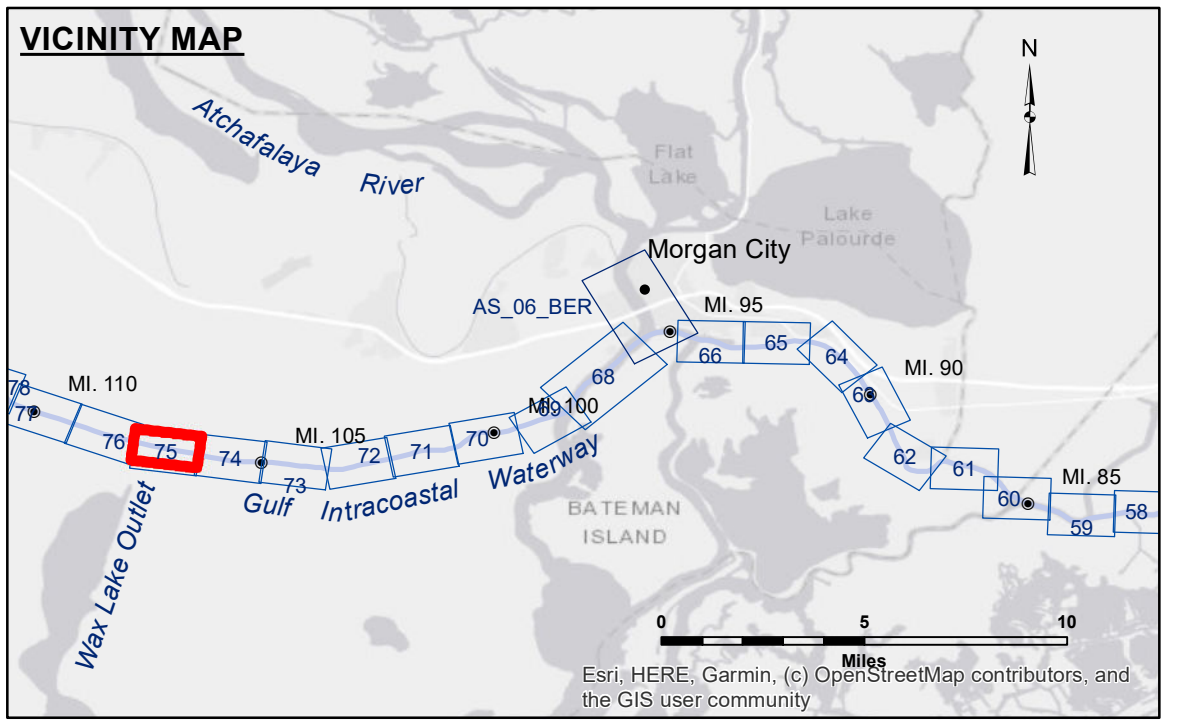 VICINITY MAP
N
Atchafalaya
River
Flat
Lake
Lake
Palourde
Morgan City
AS_06_BER
MI. 95
66
65
64
MI. 90
63
68
69
MI. 100
70
71
72
MI. 105
73
74
75
76
77
78
MI. 110
62
61
60
MI. 85
59
58
Gulf
Intracoastal
Waterway
Wax Lake Outlet
BATEMAN
ISLAND
0
5
10
Miles
Esri, HERE, Garmin, (c) OpenStreetMap contributors, and
the GIS user community